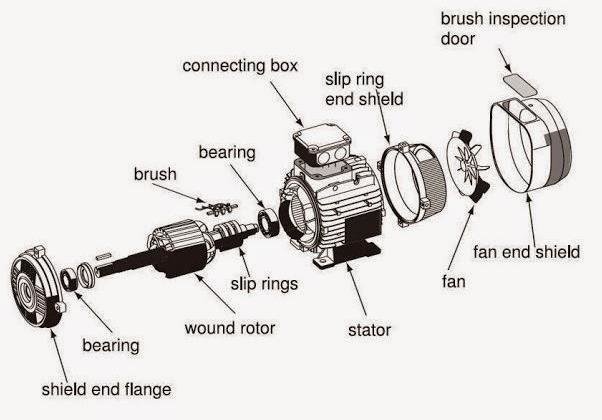 brush inspection
door
connecting box
slip ring
end shield
bearing
brush
fan end shield
fan
slip rings
wound rotor
stator
bearing
shield end flange